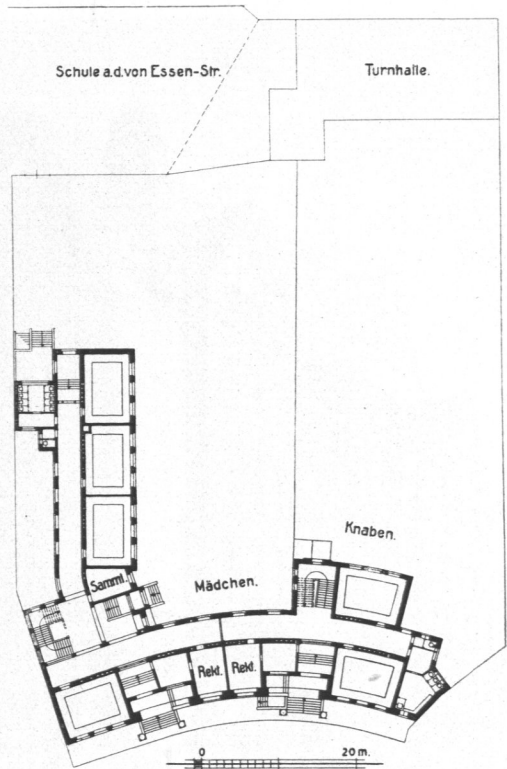 Schule a.d.von Essen-Str.
Turnhalle.
Knaben.
Samml.
Mädchen.
Rekt.
Rekt.
0 20 m.